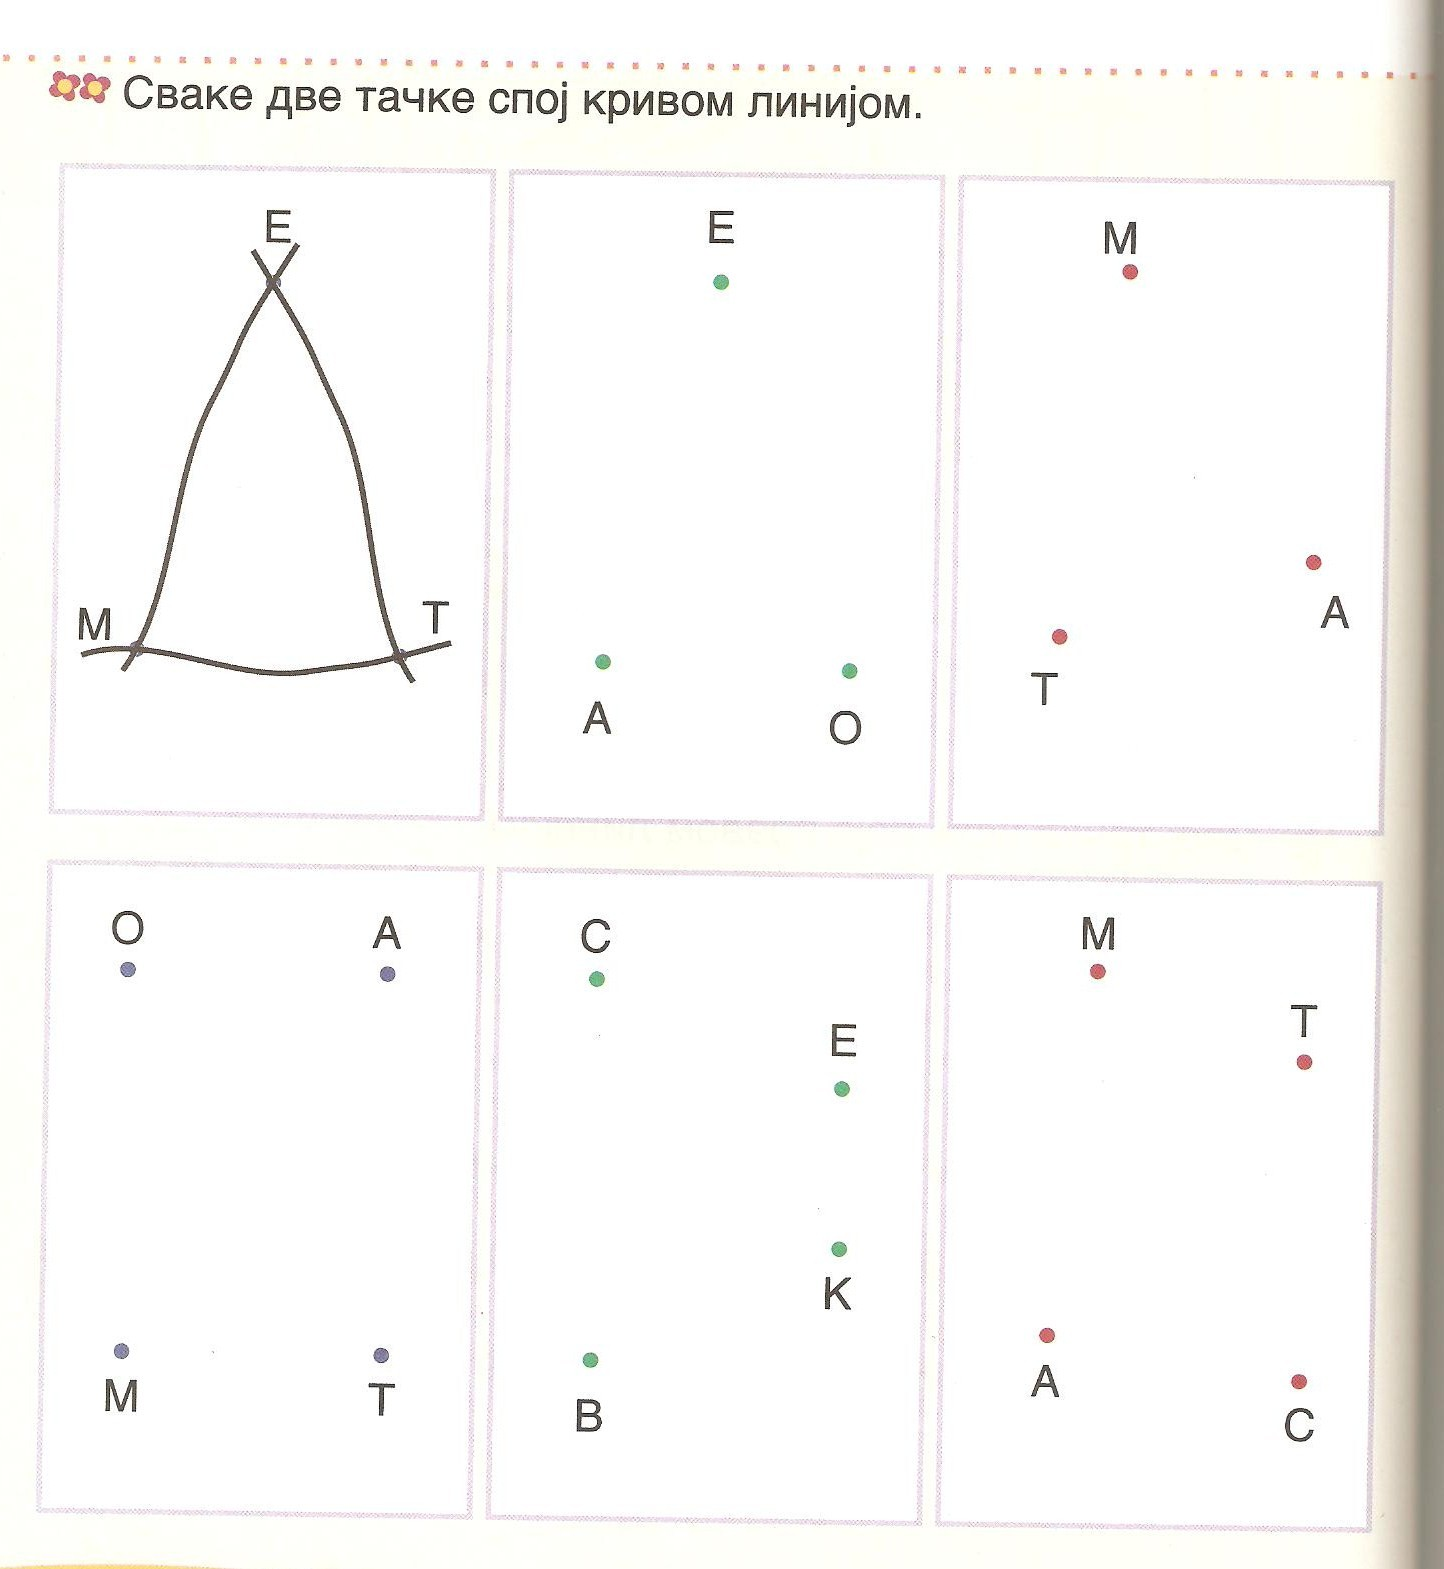 Сваке две тачке спој кривом линијом.
Е
М
Т
Е
А
О
М
А
Т
О
А
М
Т
С
Е
К
В
М
Т
А
С